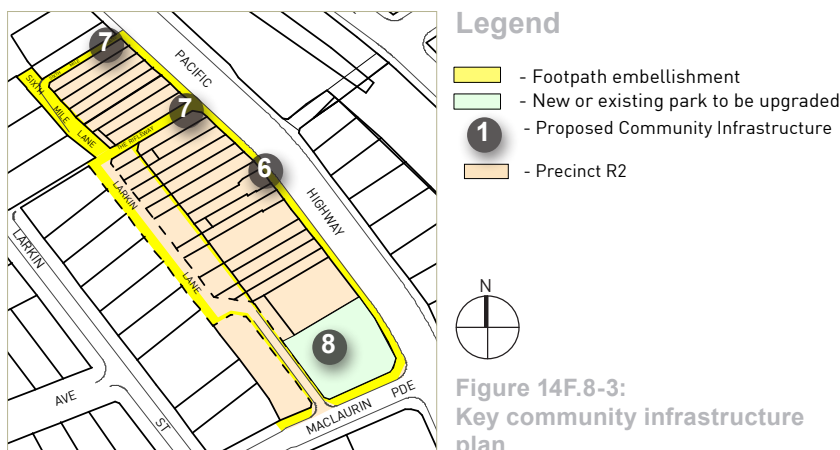 Legend
- Footpath embellishment
- New or existing park to be upgraded
1
- Proposed Community Infrastructure
- Precinct R2
N
Figure 14F.8-3:
Key community infrastructure
plan
7
PACIFIC
SIXTH
MILE
LANE
7
THE RIFLEWAY
6
HIGHWAY
LARKIN
LANE
LARKIN
8
AVE
ST
MACLAURIN
PDE